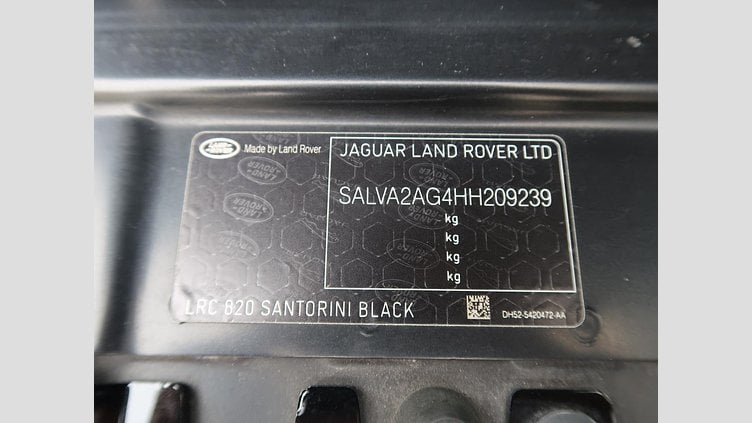 LAND ROVER
Made by Land Rover
JAGUAR LAND ROVER LTD
SALVA2AG4HH209239
kg
kg
kg
kg
LRC 820 SANTORINI BLACK
DH52-5420472-AA